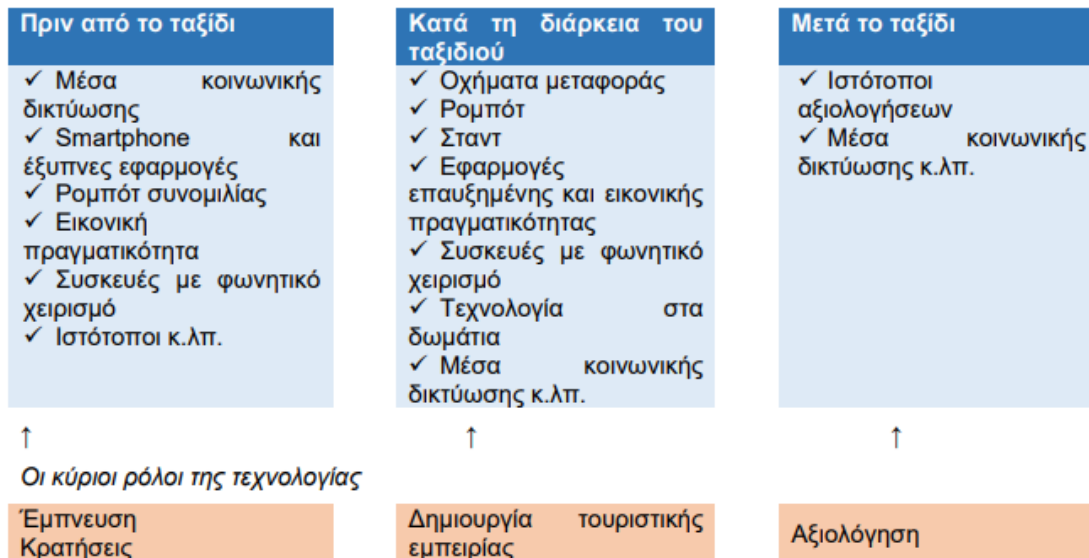 Πριν από το ταξίδι
✓ Μέσα κοινωνικής
δικτύωσης
✓ Smartphone και
έξυπνες εφαρμογές
✓ Ρομπότ συνομιλίας
✓ Εικονική
πραγματικότητα
✓ Συσκευές με φωνητικό
χειρισμό
✓ Ιστότοποι κ.λπ.
Κατά τη διάρκεια του
ταξιδιού
✓ Οχήματα μεταφοράς
✓ Ρομπότ
✓ Σταντ
✓ Εφαρμογές
επαυξημένης και εικονικής
πραγματικότητας
✓ Συσκευές με φωνητικό
χειρισμό
✓ Τεχνολογία στα
δωμάτια
✓ Μέσα κοινωνικής
δικτύωσης κ.λπ.
Μετά το ταξίδι
✓ Ιστότοποι
αξιολογήσεων
✓ Μέσα κοινωνικής
δικτύωσης κ.λπ.
↑ ↑ ↑
Οι κύριοι ρόλοι της τεχνολογίας
Έμπνευση
Κρατήσεις
Δημιουργία τουριστικής
εμπειρίας
Αξιολόγηση